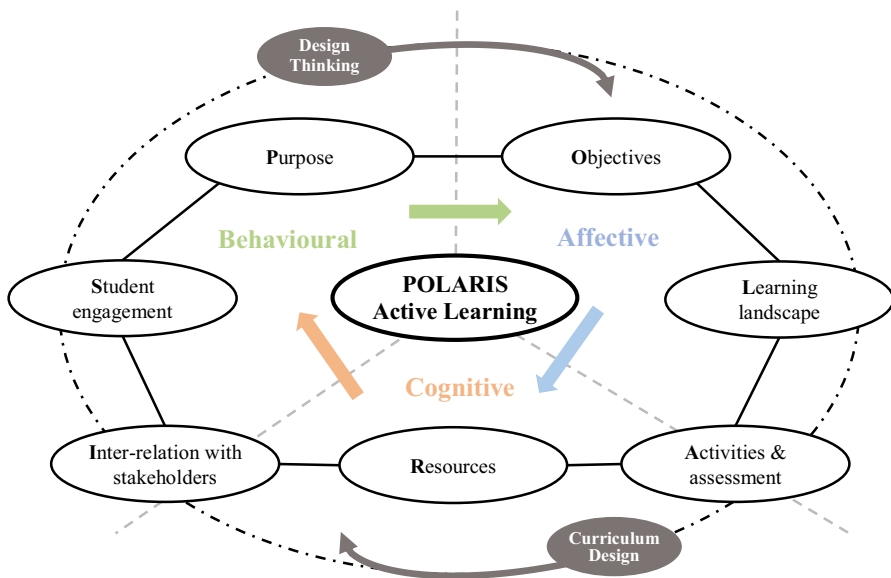 Design
Thinking
Purpose
Objectives
Behavioural
Affective
Student
engagement
POLARIS
Active Learning
Learning
landscape
Cognitive
Inter-relation with
stakeholders
Resources
Activities &
assessment
Curriculum
Design